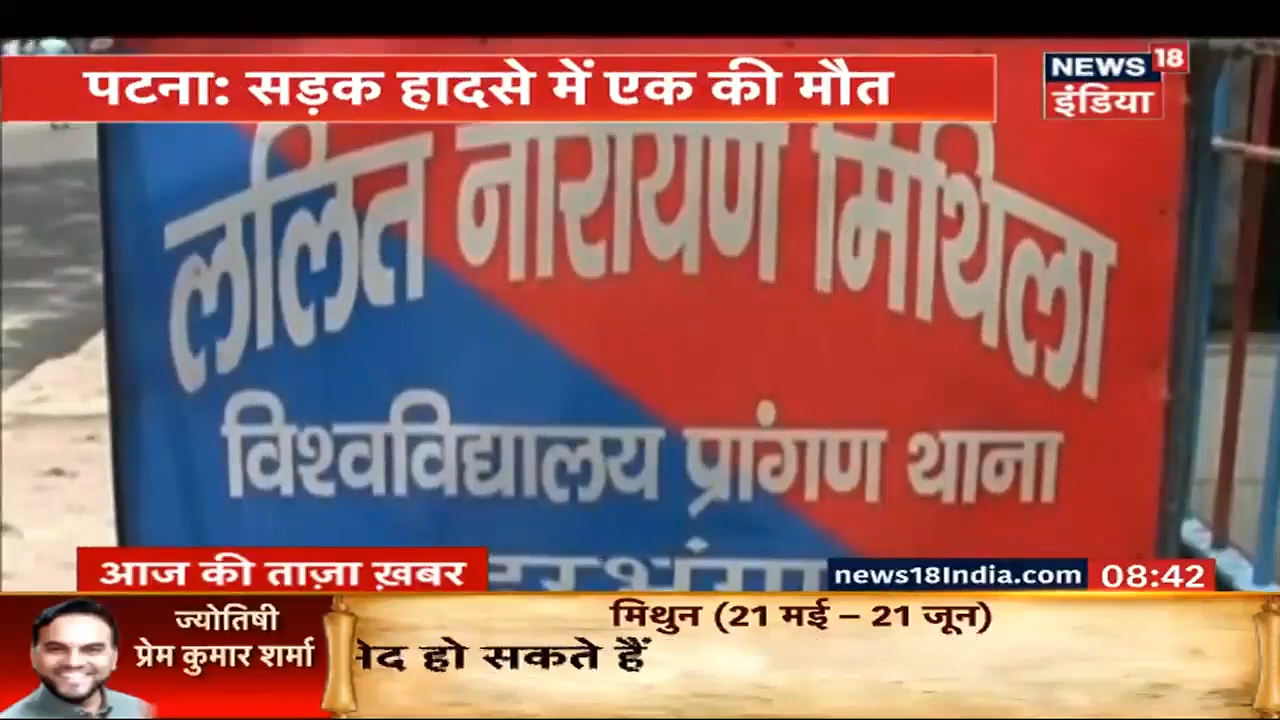 पटना: सड़क हादसे में एक की मौत
NEWS 18
इंडिया
ललित नारायण मिथिला
विश्वविद्यालय प्रांगण थाना
आज की ताज़ा ख़बर
news18India.com 08:42
ज्योतिषी
प्रेम कुमार शर्मा
मिथुन (21 मई – 21 जून)
हो सकते हैं